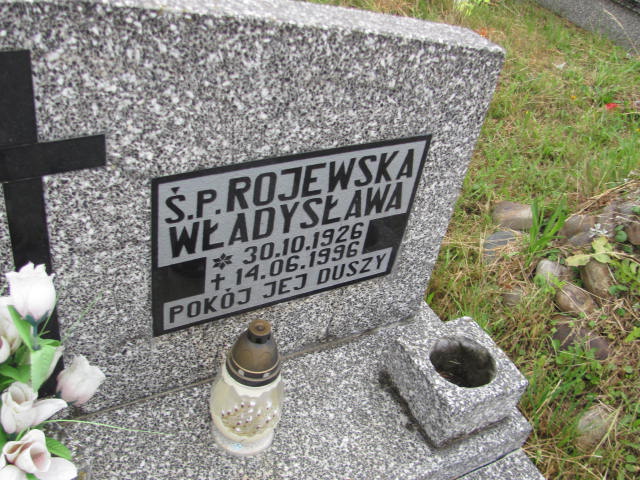 Ś.P. ROJEWSKA
WŁADYSŁAWA
* 30.10.1926
† 14.06.1996
POKÓJ JEJ DUSZY